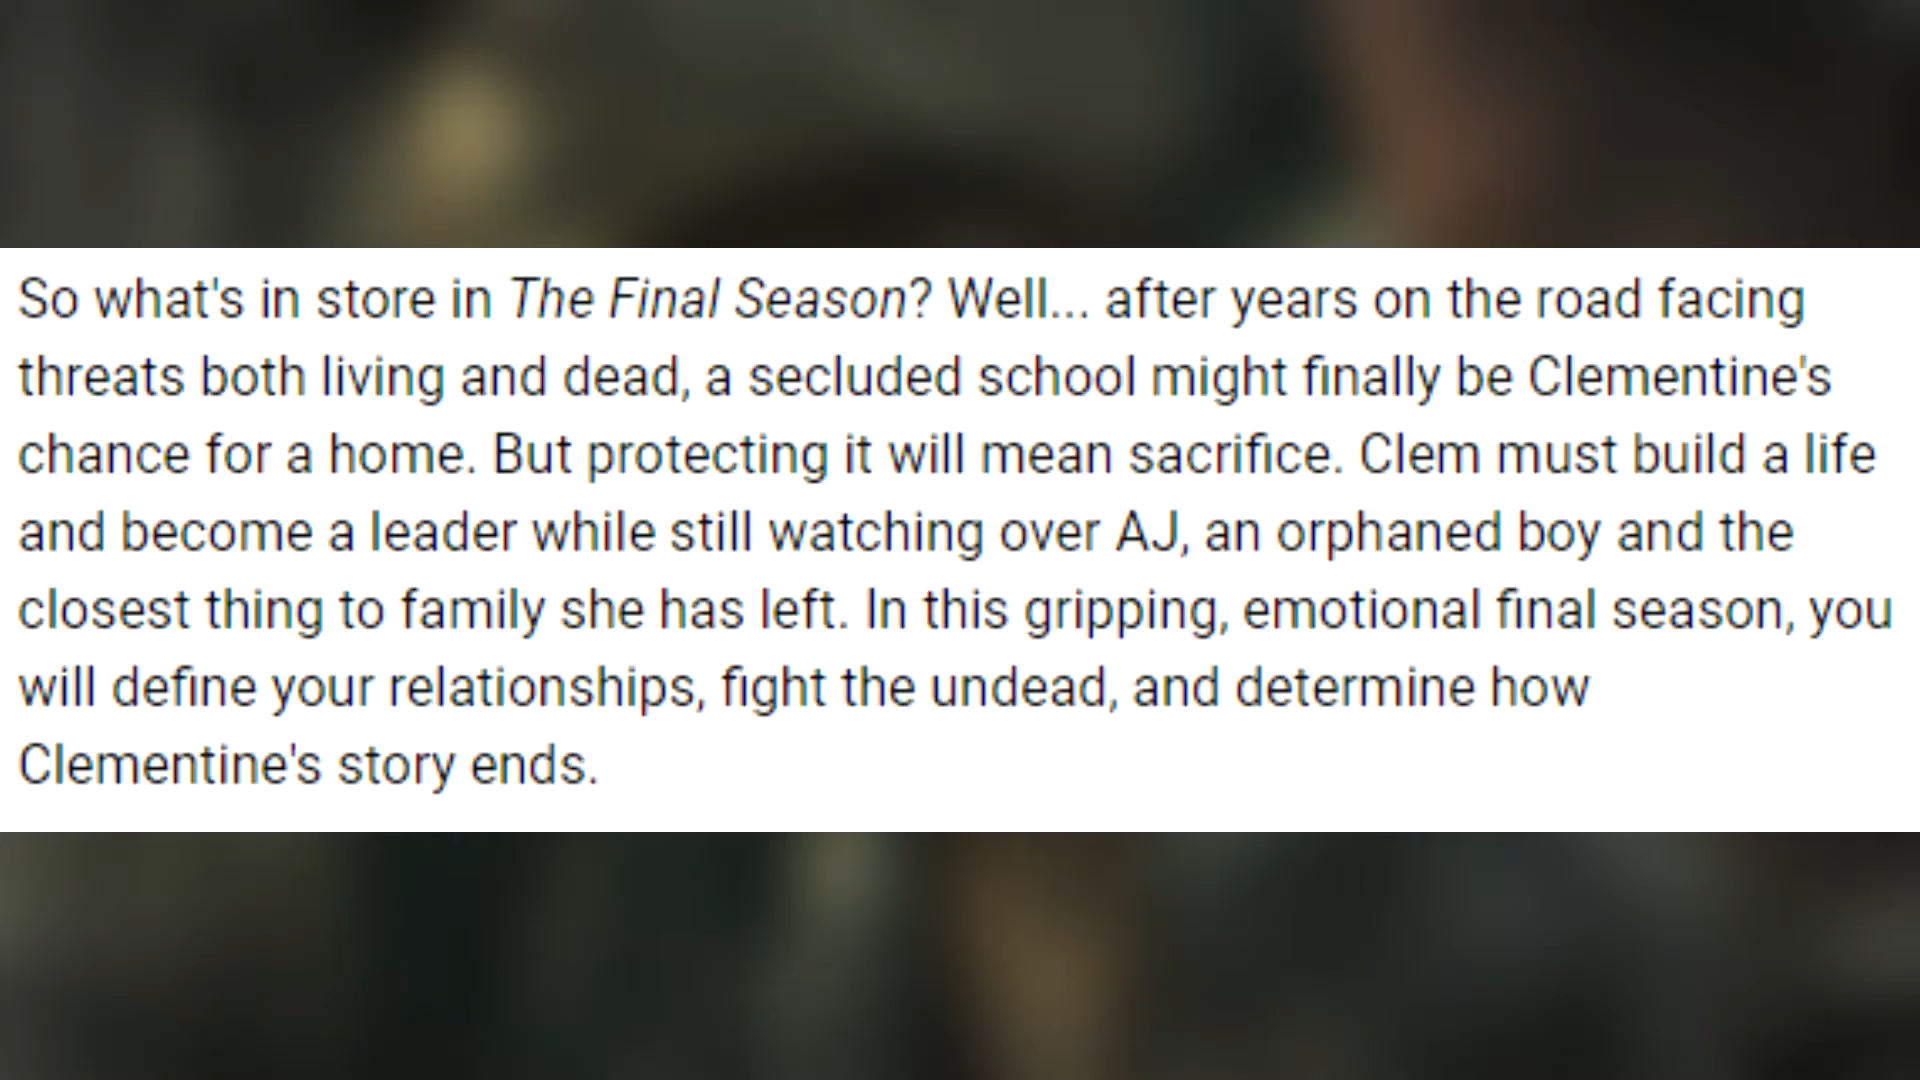 So what's in store in The Final Season? Well... after years on the road facing
threats both living and dead, a secluded school might finally be Clementine's
chance for a home. But protecting it will mean sacrifice. Clem must build a life
and become a leader while still watching over AJ, an orphaned boy and the
closest thing to family she has left. In this gripping, emotional final season, you
will define your relationships, fight the undead, and determine how
Clementine's story ends.